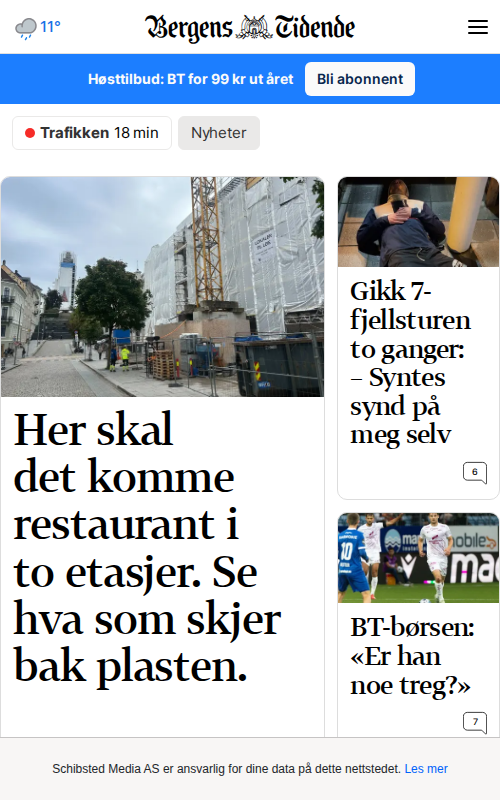 11°
Bergens Tidende
Høsttilbud: BT for 99 kr ut året
Bli abonnent
Trafikken 18 min
Nyheter
Her skal
det komme
restaurant i
to etasjer. Se
hva som skjer
bak plasten.
Gikk 7-
fjellsturen
to ganger:
– Syntes
synd på
meg selv
6
10
mobile
mac
BT-børsen:
«Er han
noe treg?»
7
Schibsted Media AS er ansvarlig for dine data på dette nettstedet. Les mer